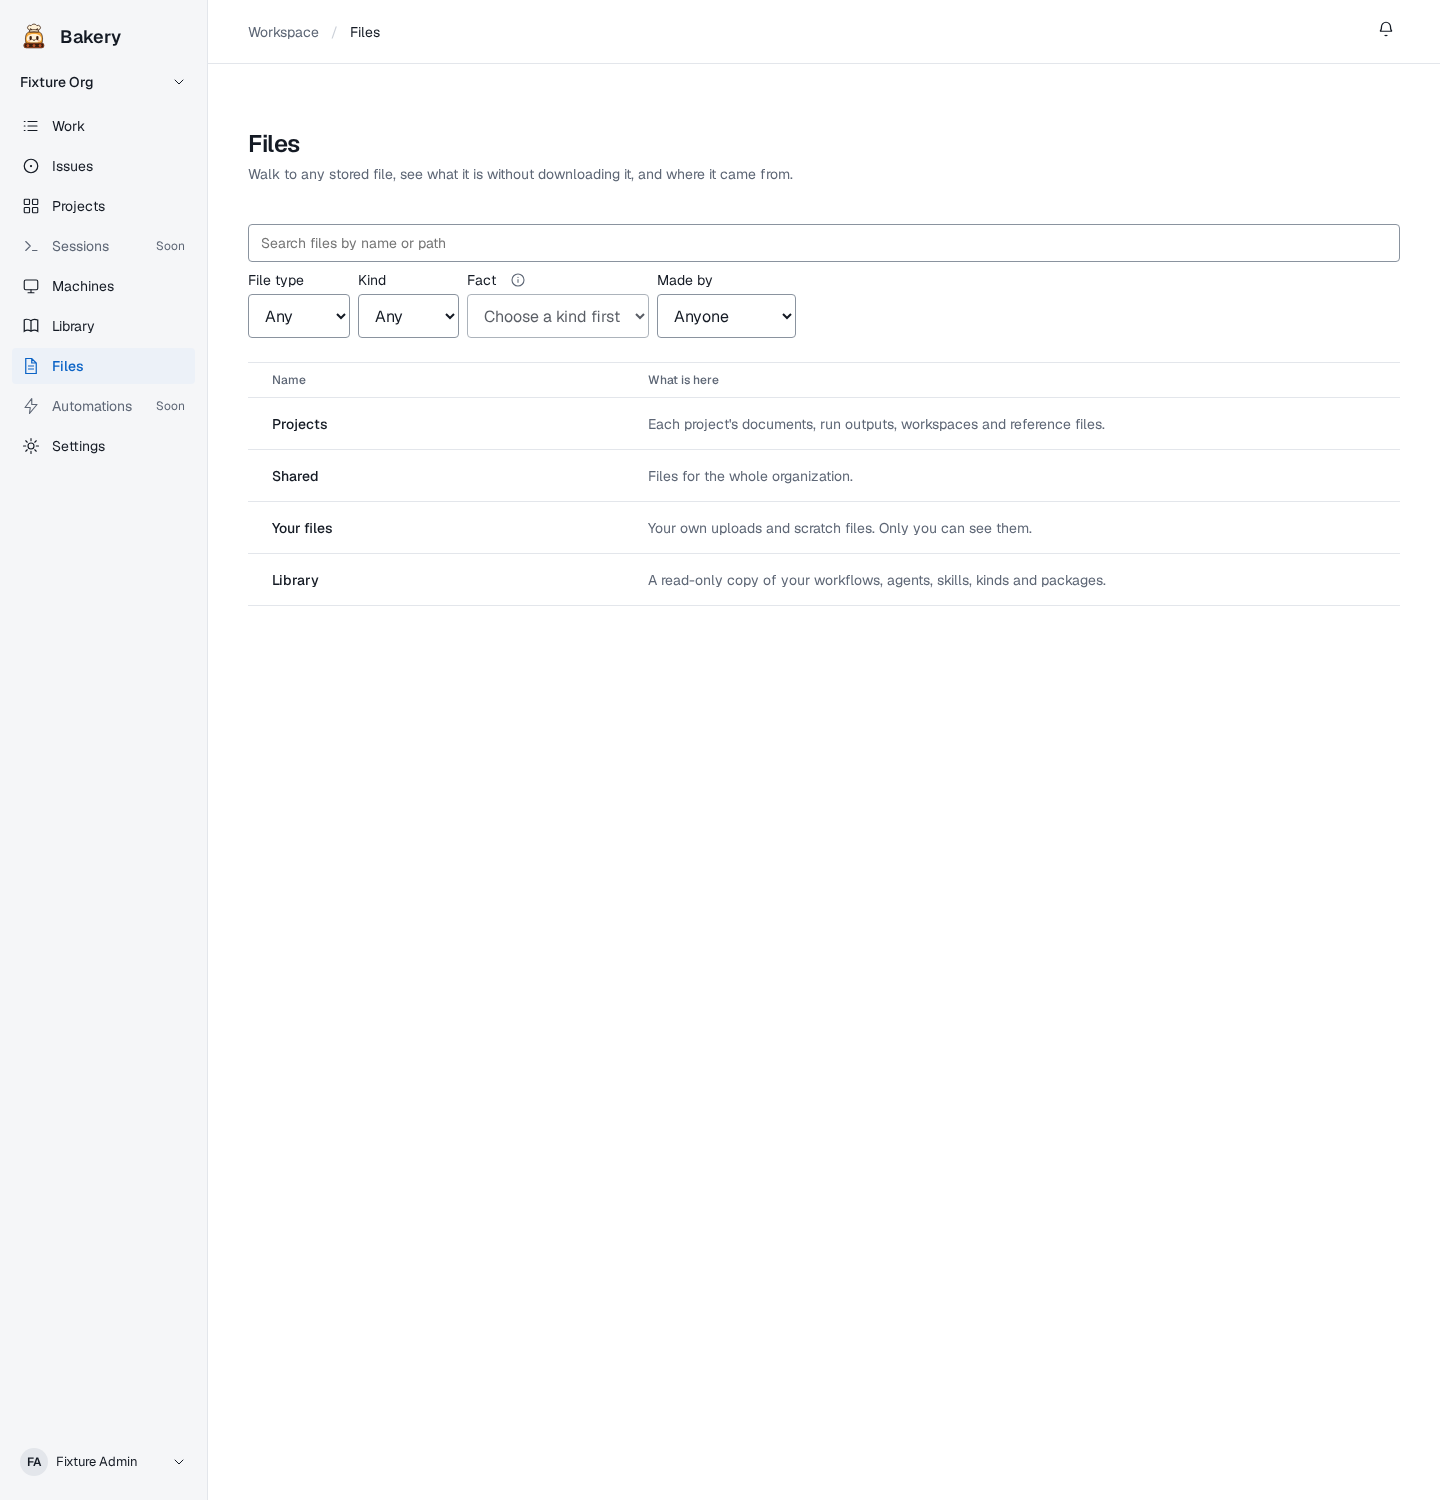 Bakery
Fixture Org
Work
Issues
Projects
Sessions Soon
Machines
Library
Files
Automations Soon
Settings
FA Fixture Admin
Workspace / Files
Files
Walk to any stored file, see what it is without downloading it, and where it came from.
Search files by name or path
File type Kind Fact Made by
Any Any Choose a kind first Anyone
Name What is here
Projects Each project's documents, run outputs, workspaces and reference files.
Shared Files for the whole organization.
Your files Your own uploads and scratch files. Only you can see them.
Library A read-only copy of your workflows, agents, skills, kinds and packages.